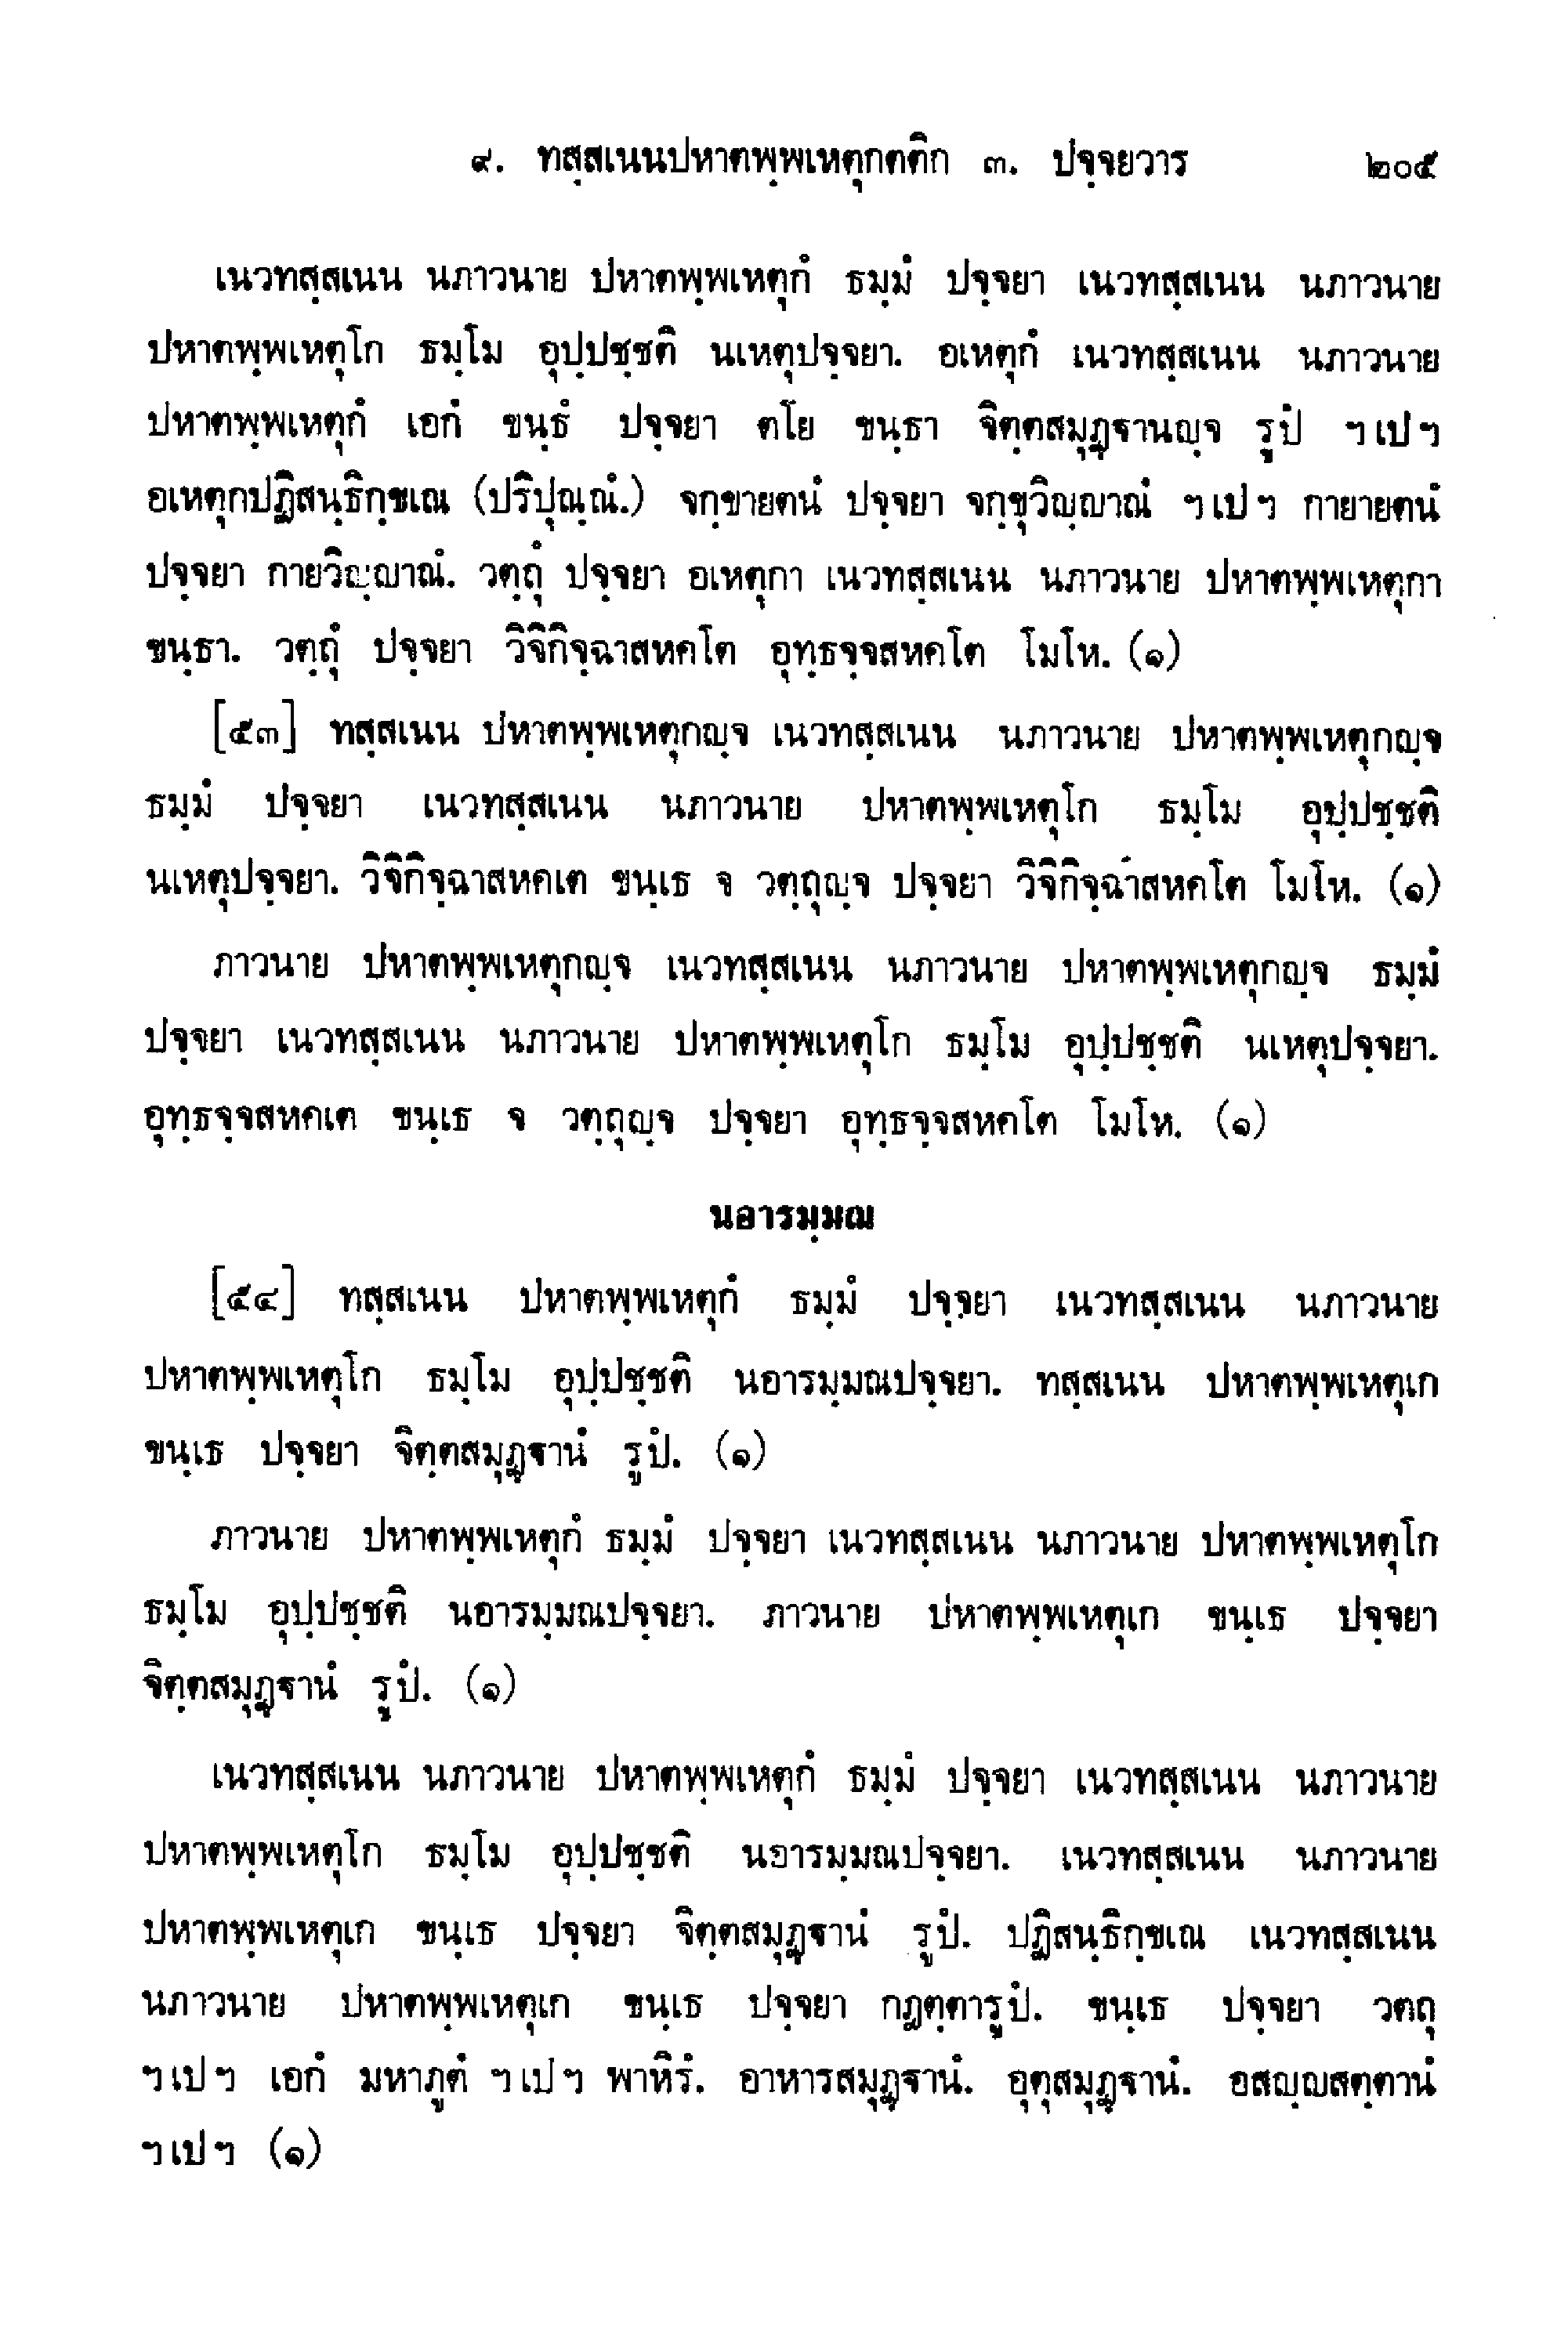 ๙. ทสฺสเนนปหาตพฺพเหตุกตติก ๓. ปจฺจยวาร ๒๐๕
เนวทสฺสเนน นภาวนาย ปหาตพฺพเหตุกํ ธมฺมํ ปจฺจยา เนวทสฺสเนน นภาวนาย
ปหาตพฺพเหตุโก ธมฺโม อุปฺปชฺชติ นเหตุปจฺจยา. อเหตุกํ เนวทสฺสเนน นภาวนาย
ปหาตพฺพเหตุกํ เอกํ ขนฺธํ ปจฺจยา ตโย ขนฺธา จิตฺตสมุฏฺฐานญฺจ รูปํ ฯเปฯ
อเหตุกปฏิสนฺธิกฺขเณ (ปริปุณฺณํ.) จกฺขายตนํ ปจฺจยา จกฺขุวิญฺญาณํ ฯเปฯ กายายตนํ
ปจฺจยา กายวิญฺญาณํ. วตฺถุํ ปจฺจยา อเหตุกา เนวทสฺสเนน นภาวนาย ปหาตพฺพเหตุกา
ขนฺธา. วตฺถุํ ปจฺจยา วิจิกิจฺฉาสหคโต อุทฺธจฺจสหคโต โมโห. (๑)
[๕๓] ทสฺสเนน ปหาตพฺพเหตุกญฺจ เนวทสฺสเนน นภาวนาย ปหาตพฺพเหตุกญฺจ
ธมฺมํ ปจฺจยา เนวทสฺสเนน นภาวนาย ปหาตพฺพเหตุโก ธมฺโม อุปฺปชฺชติ
นเหตุปจฺจยา. วิจิกิจฺฉาสหคเต ขนฺเธ จ วตฺถุญฺจ ปจฺจยา วิจิกิจฺฉาสหคโต โมโห. (๑)
ภาวนาย ปหาตพฺพเหตุกญฺจ เนวทสฺสเนน นภาวนาย ปหาตพฺพเหตุกญฺจ ธมฺมํ
ปจฺจยา เนวทสฺสเนน นภาวนาย ปหาตพฺพเหตุโก ธมฺโม อุปฺปชฺชติ นเหตุปจฺจยา.
อุทฺธจฺจสหคเต ขนฺเธ จ วตฺถุญฺจ ปจฺจยา อุทฺธจฺจสหคโต โมโห. (๑)
นอารมฺมณ
[๕๔] ทสฺสเนน ปหาตพฺพเหตุกํ ธมฺมํ ปจฺจยา เนวทสฺสเนน นภาวนาย
ปหาตพฺพเหตุโก ธมฺโม อุปฺปชฺชติ นอารมฺมณปจฺจยา. ทสฺสเนน ปหาตพฺพเหตุเก
ขนฺเธ ปจฺจยา จิตฺตสมุฏฺฐานํ รูปํ. (๑)
ภาวนาย ปหาตพฺพเหตุกํ ธมฺมํ ปจฺจยา เนวทสฺสเนน นภาวนาย ปหาตพฺพเหตุโก
ธมฺโม อุปฺปชฺชติ นอารมฺมณปจฺจยา. ภาวนาย ปหาตพฺพเหตุเก ขนฺเธ ปจฺจยา
จิตฺตสมุฏฺฐานํ รูปํ. (๑)
เนวทสฺสเนน นภาวนาย ปหาตพฺพเหตุกํ ธมฺมํ ปจฺจยา เนวทสฺสเนน นภาวนาย
ปหาตพฺพเหตุโก ธมฺโม อุปฺปชฺชติ นอารมฺมณปจฺจยา. เนวทสฺสเนน นภาวนาย
ปหาตพฺพเหตุเก ขนฺเธ ปจฺจยา จิตฺตสมุฏฺฐานํ รูปํ. ปฏิสนฺธิกฺขเณ เนวทสฺสเนน
นภาวนาย ปหาตพฺพเหตุเก ขนฺเธ ปจฺจยา กฏตฺตารูปํ. ขนฺเธ ปจฺจยา วตถุ
ฯเปฯ เอกํ มหาภูตํ ฯเปฯ พาหิรํ. อาหารสมุฏฺฐานํ. อุตุสมุฏฺฐานํ. อสญฺญสตฺตานํ
ฯเปฯ (๑)